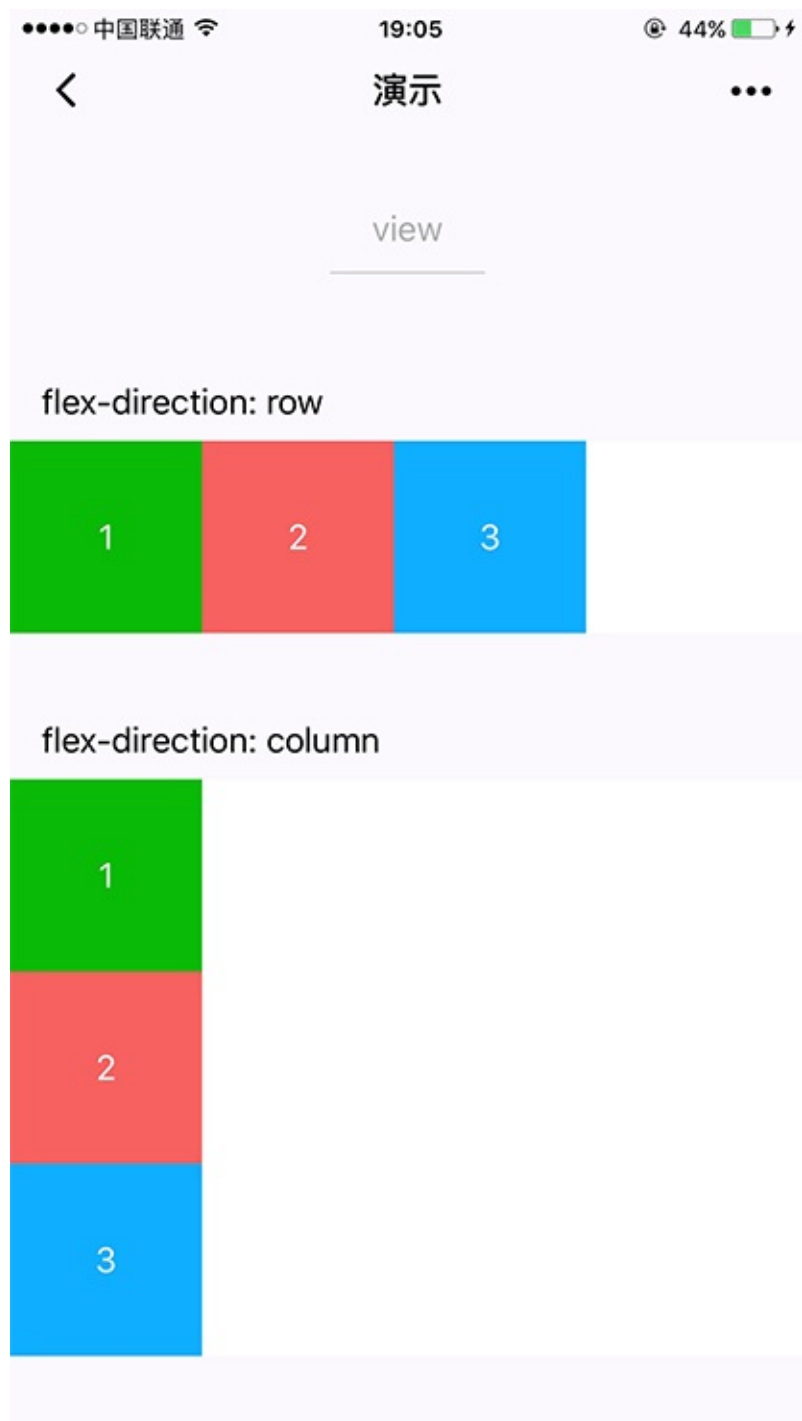 中国联通 19:05 44%
演示
view
flex-direction: row
1 2 3
flex-direction: column
1
2
3